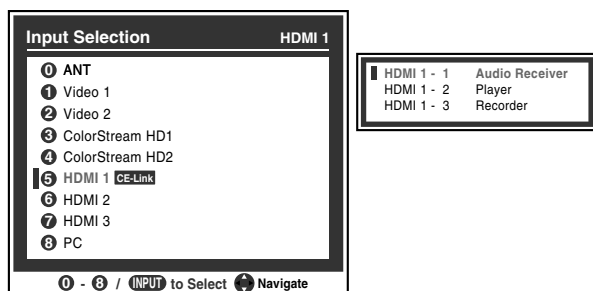 Input Selection HDMI 1
0 ANT
1 Video 1
2 Video 2
3 ColorStream HD1
4 ColorStream HD2
5 HDMI 1 CE-Link
6 HDMI 2
7 HDMI 3
8 PC
0 - 8 / INPUT to Select Navigate
HDMI 1 - 1 Audio Receiver
HDMI 1 - 2 Player
HDMI 1 - 3 Recorder